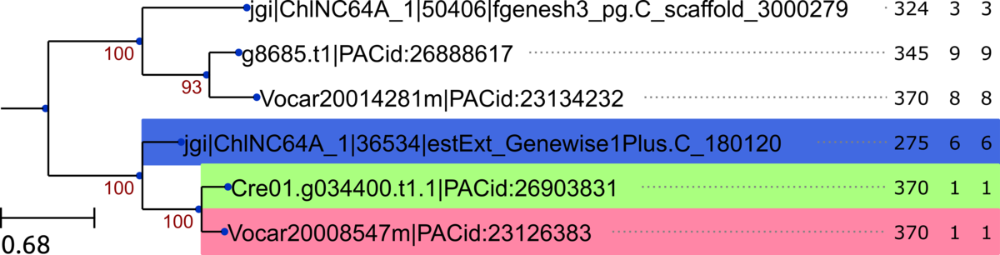 jgi|ChlNC64A_1|50406|fgenesh3_pg.C_scaffold_3000279 324 3 3
100
g8685.t1|PACid:26888617 345 9 9
93
Vocar20014281m|PACid:23134232 370 8 8
jgi|ChlNC64A_1|36534|estExt_Genewise1Plus.C_180120 275 6 6
100
Cre01.g034400.t1.1|PACid:26903831 370 1 1
100
Vocar20008547m|PACid:23126383 370 1 1
0.68